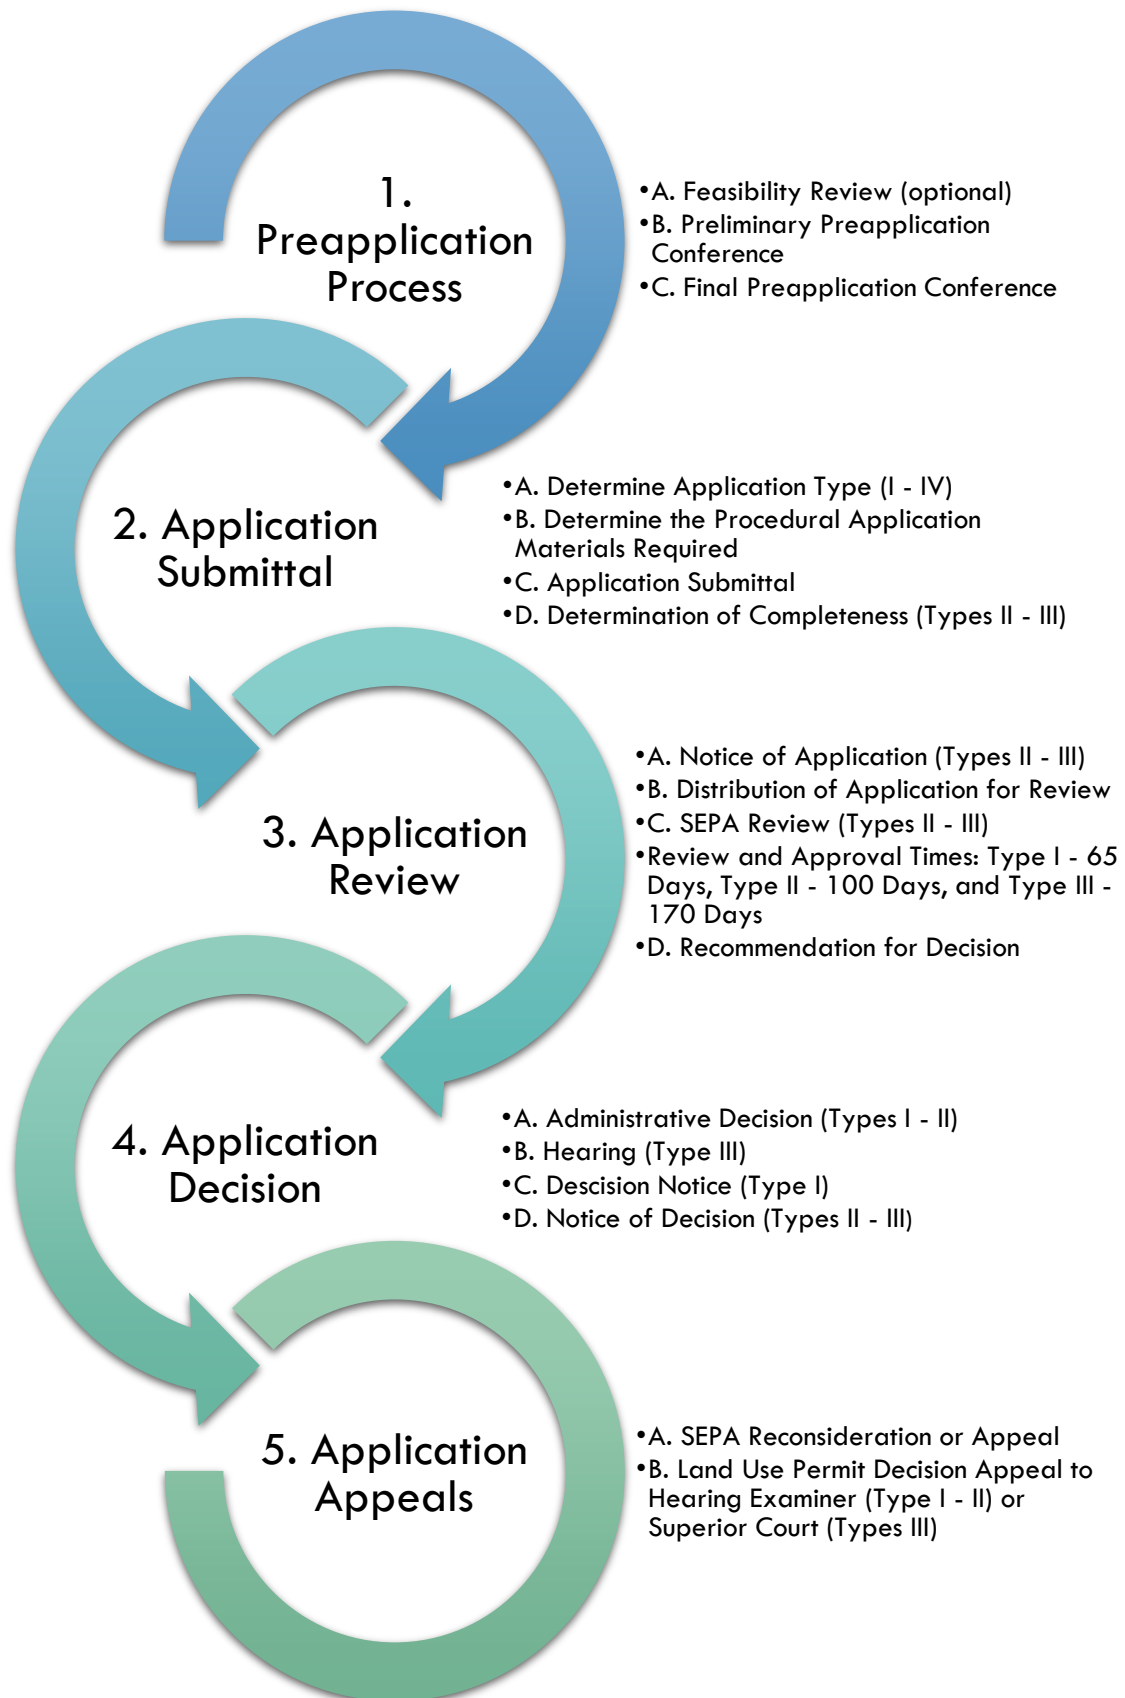 1.
Preapplication
Process
•A. Feasibility Review (optional)
•B. Preliminary Preapplication
Conference
•C. Final Preapplication Conference
2. Application
Submittal
•A. Determine Application Type (I - IV)
•B. Determine the Procedural Application
Materials Required
•C. Application Submittal
•D. Determination of Completeness (Types II - III)
3. Application
Review
•A. Notice of Application (Types II - III)
•B. Distribution of Application for Review
•C. SEPA Review (Types II - III)
•Review and Approval Times: Type I - 65
Days, Type II - 100 Days, and Type III -
170 Days
•D. Recommendation for Decision
4. Application
Decision
•A. Administrative Decision (Types I - II)
•B. Hearing (Type III)
•C. Descision Notice (Type I)
•D. Notice of Decision (Types II - III)
5. Application
Appeals
•A. SEPA Reconsideration or Appeal
•B. Land Use Permit Decision Appeal to
Hearing Examiner (Type I - II) or
Superior Court (Types III)